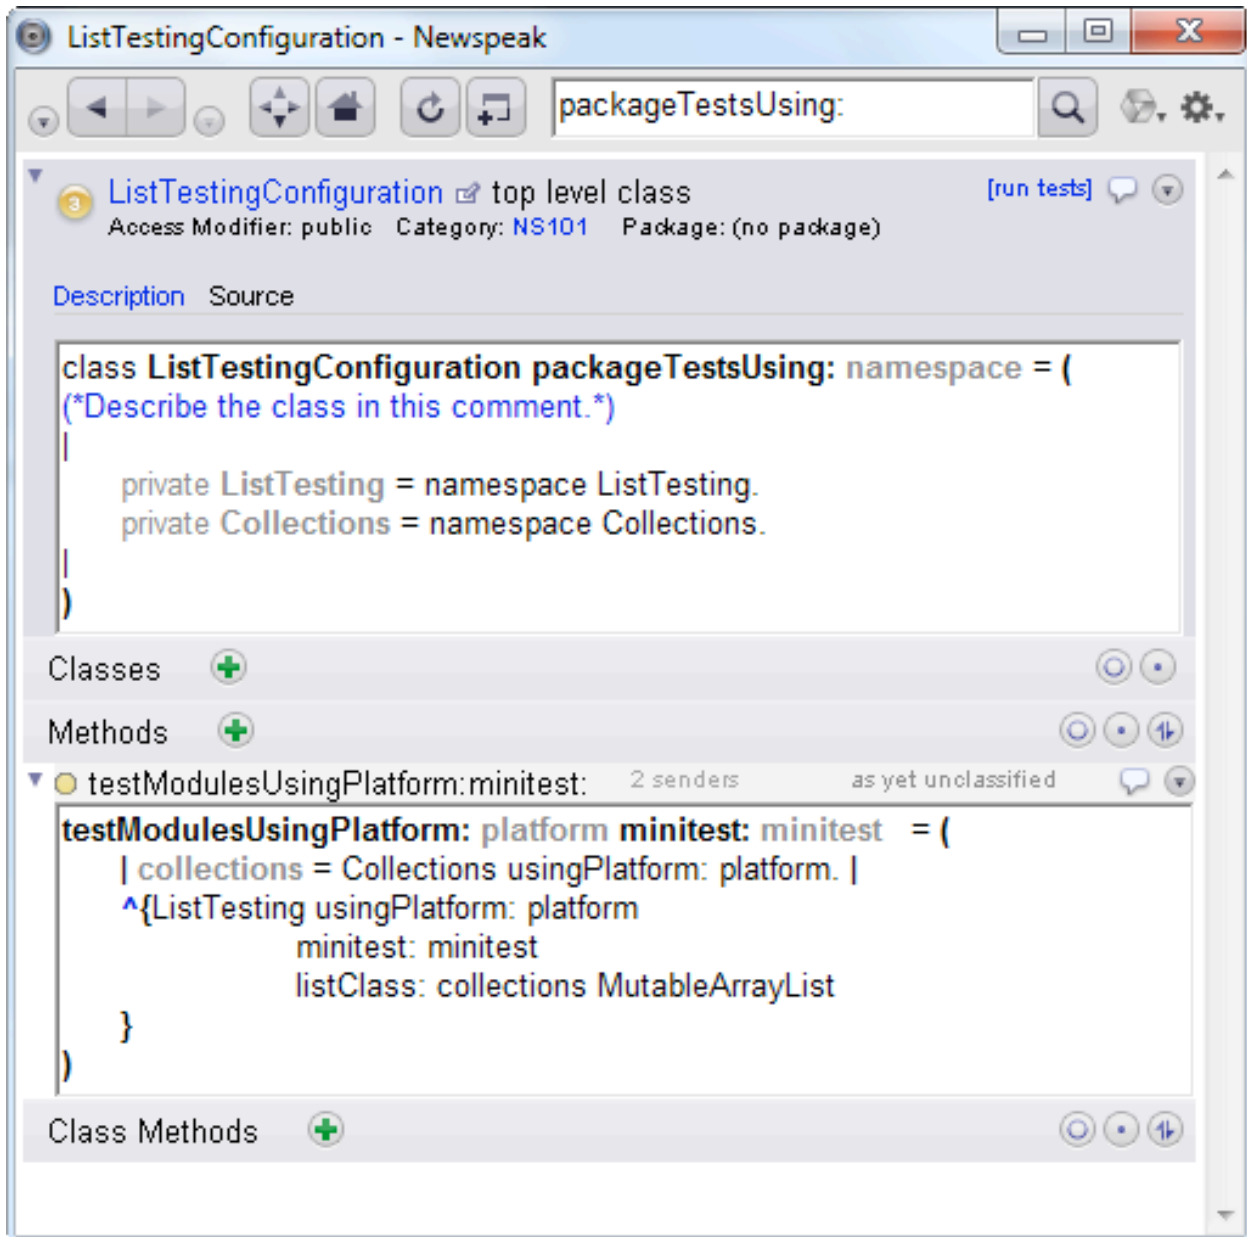 ListTestingConfiguration - Newspeak
packageTestsUsing:
3 ListTestingConfiguration top level class [run tests]
Access Modifier: public Category: NS101 Package: (no package)
Description Source
class ListTestingConfiguration packageTestsUsing: namespace = (
(*Describe the class in this comment.*)
|
private ListTesting = namespace ListTesting.
private Collections = namespace Collections.
|
)
Classes
Methods
testModulesUsingPlatform:minitest: 2 senders as yet unclassified
testModulesUsingPlatform: platform minitest: minitest = (
| collections = Collections usingPlatform: platform. |
^{ListTesting usingPlatform: platform
minitest: minitest
listClass: collections MutableArrayList
}
)
Class Methods